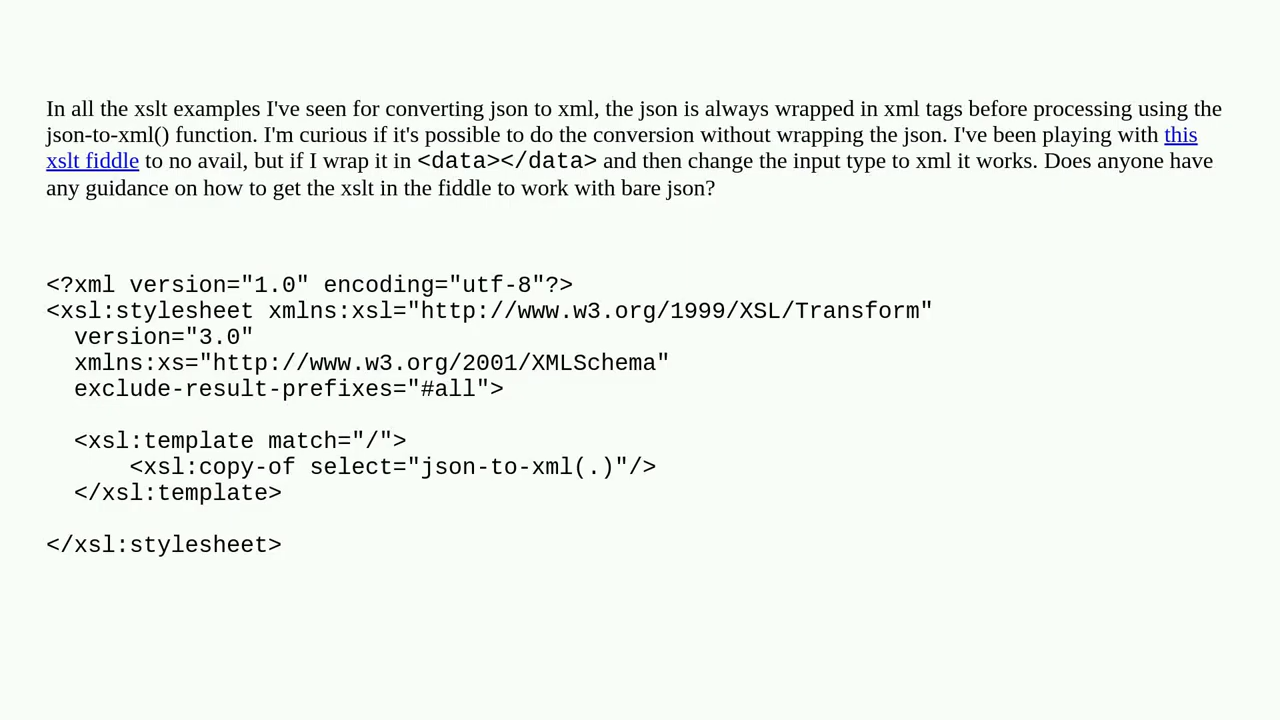 In all the xslt examples I've seen for converting json to xml, the json is always wrapped in xml tags before processing using the
json-to-xml() function. I'm curious if it's possible to do the conversion without wrapping the json. I've been playing with this
xslt fiddle to no avail, but if I wrap it in <data></data> and then change the input type to xml it works. Does anyone have
any guidance on how to get the xslt in the fiddle to work with bare json?
<?xml version="1.0" encoding="utf-8"?>
<xsl:stylesheet xmlns:xsl="http://www.w3.org/1999/XSL/Transform"
  version="3.0"
  xmlns:xs="http://www.w3.org/2001/XMLSchema"
  exclude-result-prefixes="#all">
  <xsl:template match="/">
      <xsl:copy-of select="json-to-xml(.)"/>
  </xsl:template>
</xsl:stylesheet>